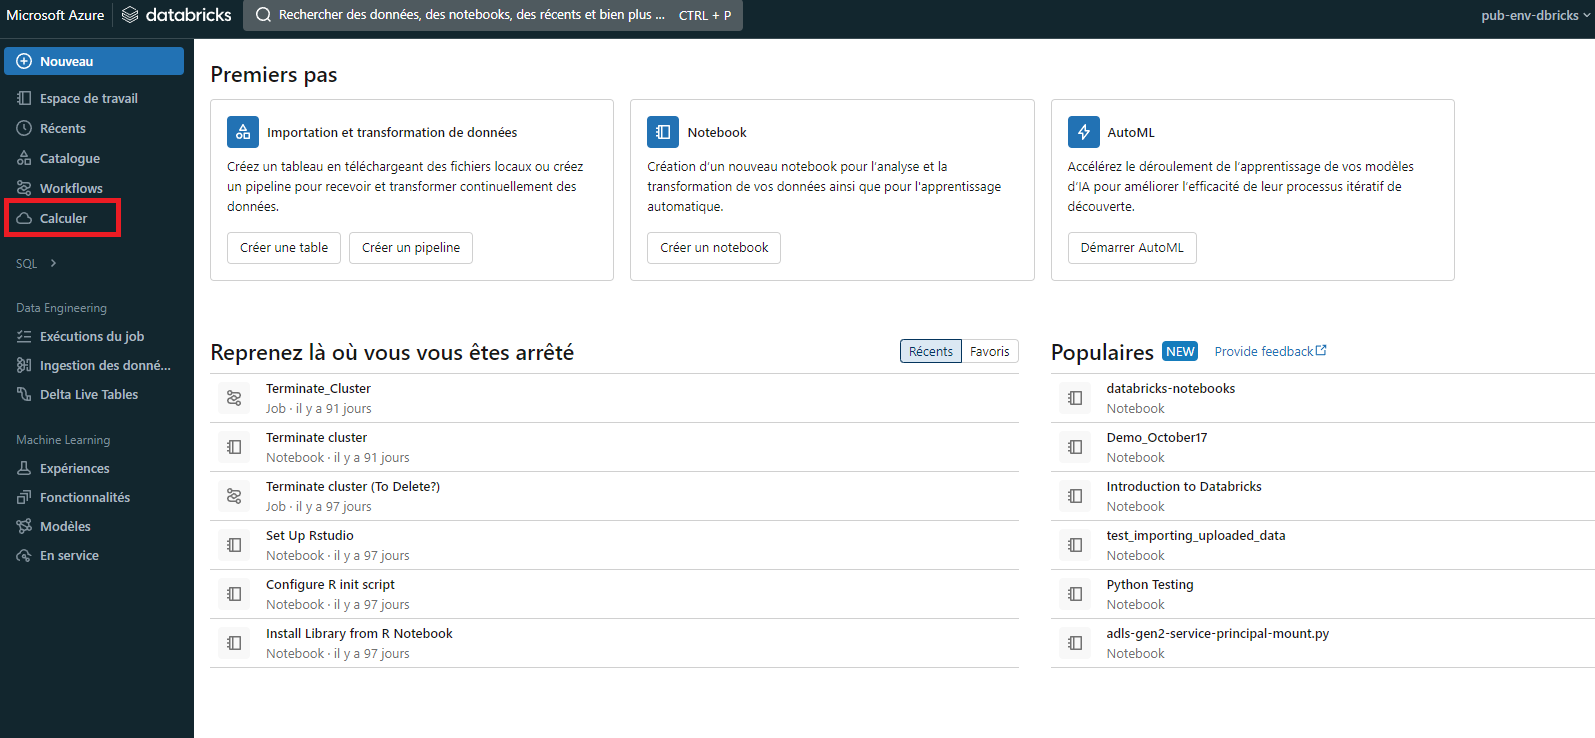 Microsoft Azure
databricks
Rechercher des données, des notebooks, des récents et bien plus ... CTRL + P
pub-env-dbricks
Nouveau
Espace de travail
Récents
Catalogue
Workflows
Calculer
SQL
Data Engineering
Exécutions du job
Ingestion des donné...
Delta Live Tables
Machine Learning
Expériences
Fonctionnalités
Modèles
En service
Premiers pas
Importation et transformation de données
Créez un tableau en téléchargeant des fichiers locaux ou créez
un pipeline pour recevoir et transformer continuellement des
données.
Créer une table
Créer un pipeline
Notebook
Création d'un nouveau notebook pour l'analyse et la
transformation de vos données ainsi que pour l'apprentissage
automatique.
Créer un notebook
AutoML
Accélérez le déroulement de l'apprentissage de vos modèles
d'IA pour améliorer l'efficacité de leur processus itératif de
découverte.
Démarrer AutoML
Reprenez là où vous vous êtes arrêté
Récents
Favoris
Terminate_Cluster
Job · il y a 91 jours
Terminate cluster
Notebook · il y a 91 jours
Terminate cluster (To Delete?)
Job · il y a 97 jours
Set Up Rstudio
Notebook · il y a 97 jours
Configure R init script
Notebook · il y a 97 jours
Install Library from R Notebook
Notebook · il y a 97 jours
Populaires
NEW
Provide feedback
databricks-notebooks
Notebook
Demo_October17
Notebook
Introduction to Databricks
Notebook
test_importing_uploaded_data
Notebook
Python Testing
Notebook
adls-gen2-service-principal-mount.py
Notebook